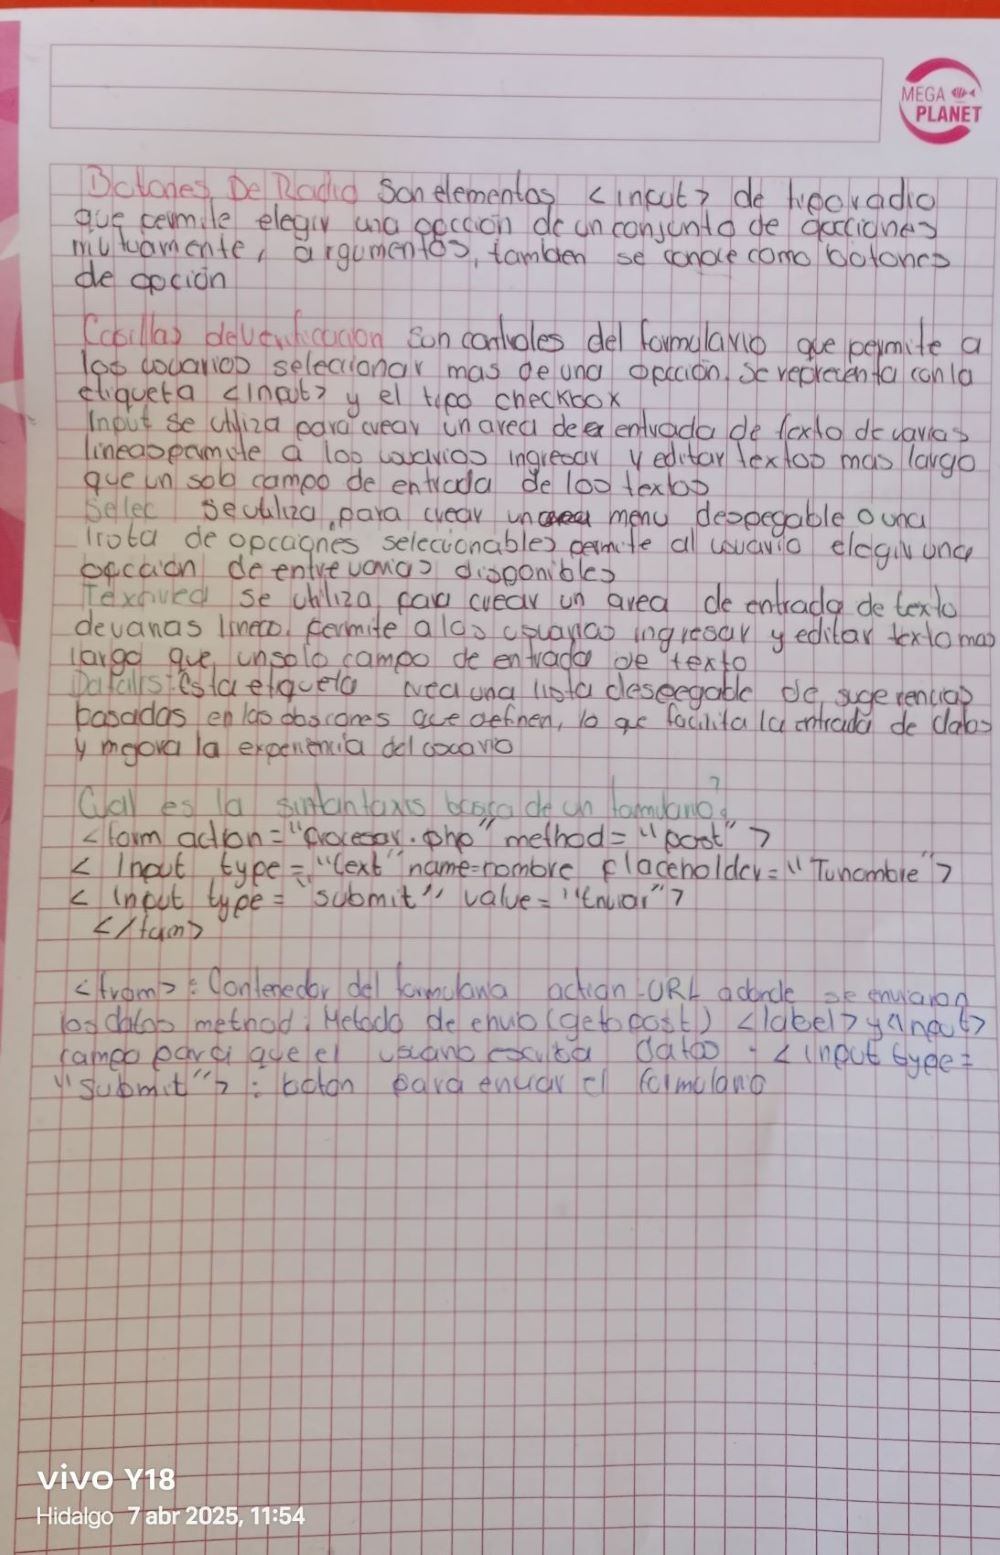 MEGA
PLANET
Botones De Radio Son elementos <input> de tipo radio
que permite elegir una opccion de un conjunto de opcciones
mutuamente, argumentos, tambien se conoce como botones
de opción
Casillas de Verificacion Son controles del formulario que permite a
los usuarios seleccionar mas de una opcción, se representa con la
etiqueta <Input> y el tipo checkbox
Input se utiliza para crear un area de entrada de texto de varias
lineas permite a los usuarios ingresar y editar textos mas largo
que un solo campo de entrada de los textos
Selec Se utiliza para crear un menu despegable o una
lista de opcciones seleccionables permite al usuario elegir una
opccion de entre varias disponibles
se utiliza para crear un area de entrada de texto
de varias lineas, permite a los usuarios ingresar y editar texto mas
largo que un solo campo de entrada de texto
Datalist: Esta etiqueta crea una lista despegable de sugerencias
basadas en las obsciones que definen, lo que facilita la entrada de datos
y mejora la experiencia del usuario
Cual es la sintantaxis basica de un formulario?
<form action="procesar.php" method="post">
< Input type="text" name=nombre placeholder="Tu nombre">
< Input type="submit" value="Enviar">
</form>
<from>: Contenedor del formulario action-URL adonde se enviaran
los datos method: Metodo de envio (get o post) <label> y <Input>
campo para que el usuario escriba datos. <input type=
"submit">: boton para enviar el formulario
vivo Y18
Hidalgo 7 abr 2025, 11:54